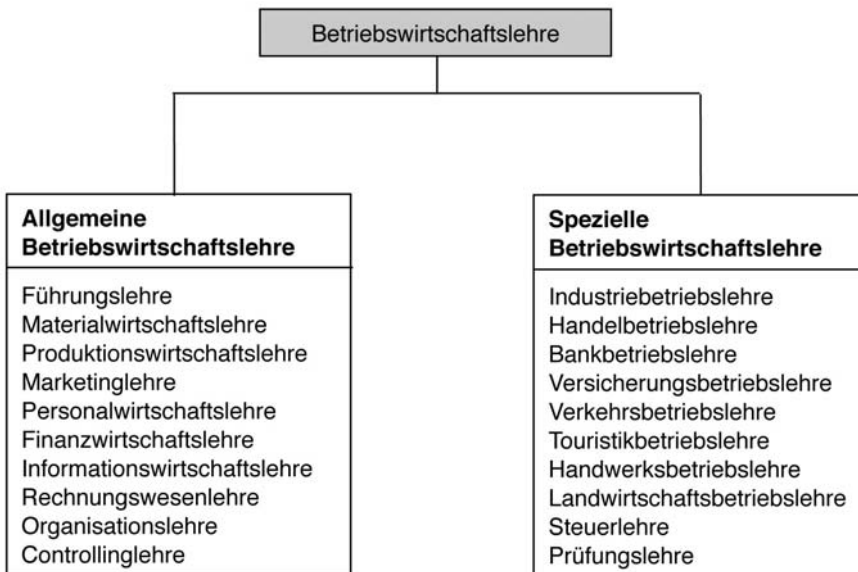 Betriebswirtschaftslehre
Allgemeine
Betriebswirtschaftslehre
Führungslehre
Materialwirtschaftslehre
Produktionswirtschaftslehre
Marketinglehre
Personalwirtschaftslehre
Finanzwirtschaftslehre
Informationswirtschaftslehre
Rechnungswesenlehre
Organisationslehre
Controllinglehre
Spezielle
Betriebswirtschaftslehre
Industriebetriebslehre
Handelbetriebslehre
Bankbetriebslehre
Versicherungsbetriebslehre
Verkehrsbetriebslehre
Touristikbetriebslehre
Handwerksbetriebslehre
Landwirtschaftsbetriebslehre
Steuerlehre
Prüfungslehre